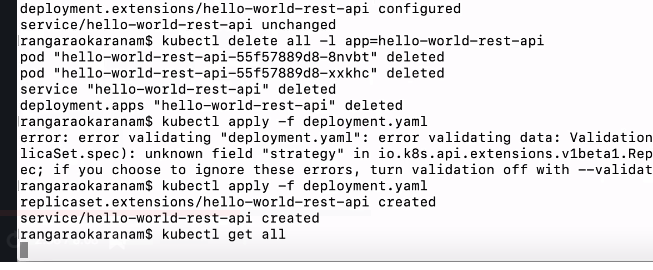 deployment.extensions/hello-world-rest-api configured
service/hello-world-rest-api unchanged
rangaraokaranam$ kubectl delete all -l app=hello-world-rest-api
pod "hello-world-rest-api-55f57889d8-8nvbt" deleted
pod "hello-world-rest-api-55f57889d8-xxkhc" deleted
service "hello-world-rest-api" deleted
deployment.apps "hello-world-rest-api" deleted
rangaraokaranam$ kubectl apply -f deployment.yaml
error: error validating "deployment.yaml": error validating data: Validation
licaSet.spec): unknown field "strategy" in io.k8s.api.extensions.v1beta1.Rep
ec; if you choose to ignore these errors, turn validation off with --validat
rangaraokaranam$ kubectl apply -f deployment.yaml
replicaset.extensions/hello-world-rest-api created
service/hello-world-rest-api created
rangaraokaranam$ kubectl get all